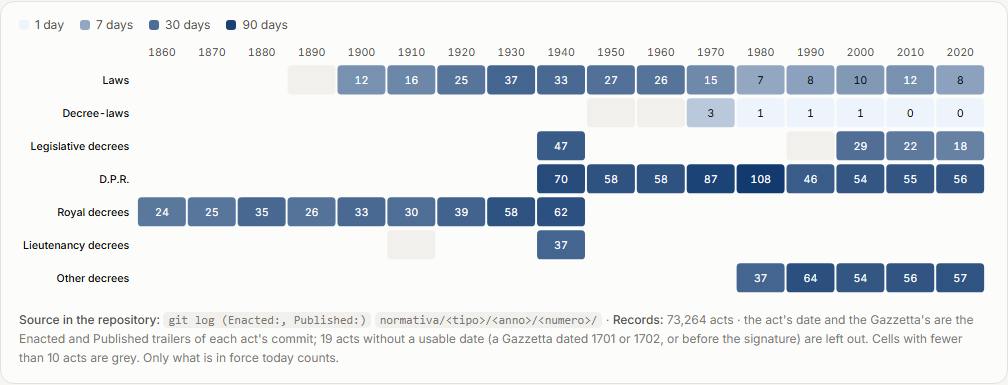 1 day 7 days 30 days 90 days
1860 1870 1880 1890 1900 1910 1920 1930 1940 1950 1960 1970 1980 1990 2000 2010 2020
Laws 12 16 25 37 33 27 26 15 7 8 10 12 8
Decree-laws 3 1 1 1 0 0
Legislative decrees 47 29 22 18
D.P.R. 70 58 58 87 108 46 54 55 56
Royal decrees 24 25 35 26 33 30 39 58 62
Lieutenancy decrees 37
Other decrees 37 64 54 56 57
Source in the repository: git log (Enacted:, Published:) normativa/<tipo>/<anno>/<numero>/ · Records: 73,264 acts · the act's date and the Gazzetta's are the
Enacted and Published trailers of each act's commit; 19 acts without a usable date (a Gazzetta dated 1701 or 1702, or before the signature) are left out. Cells with fewer
than 10 acts are grey. Only what is in force today counts.